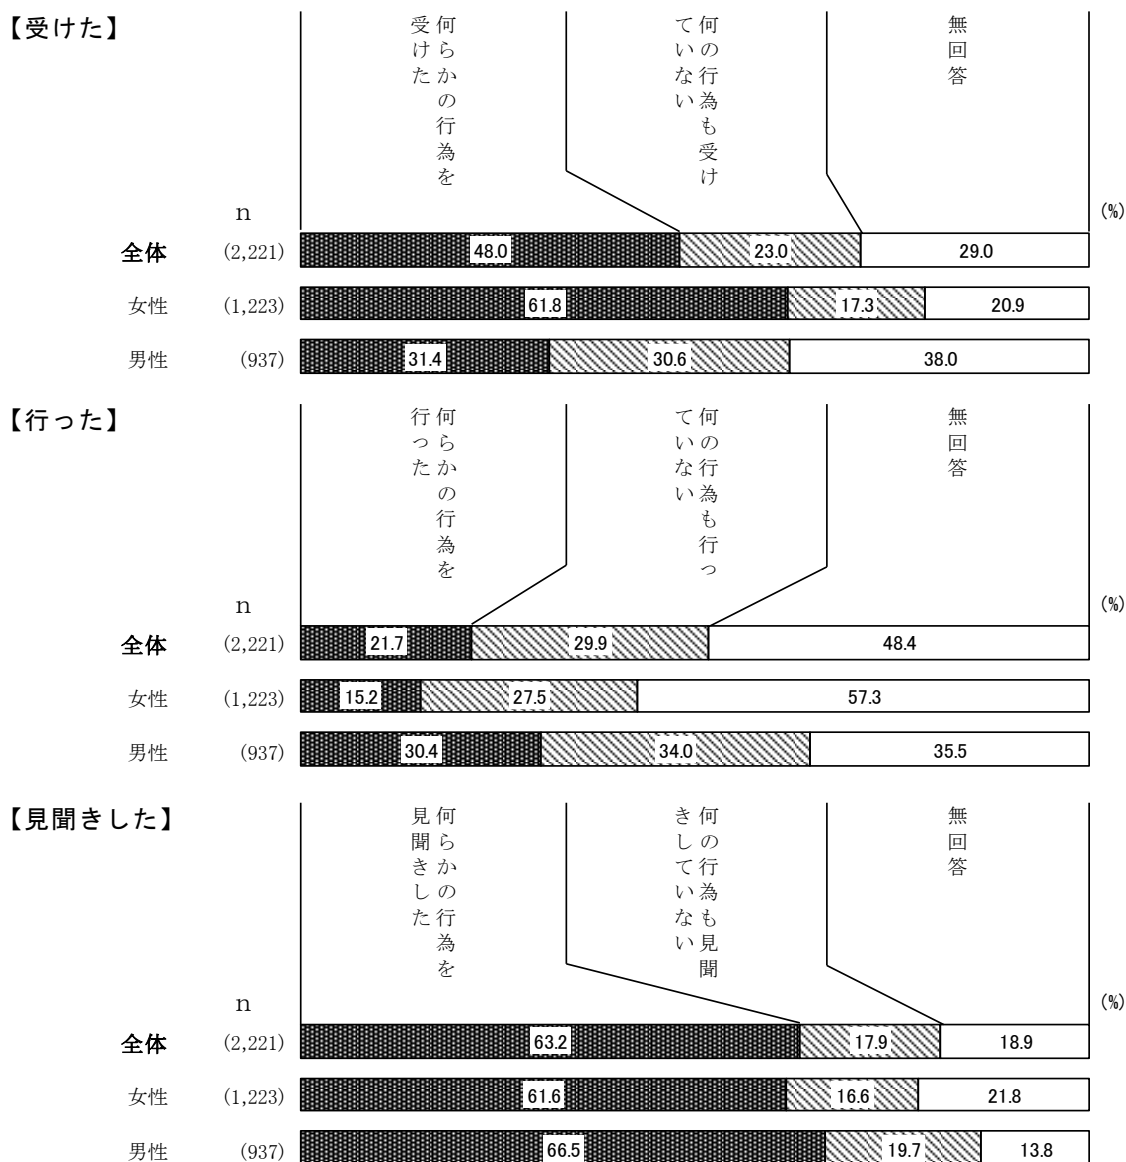 【受けた】
何らかの行為を
受けた
何の行為も受け
ていない
無回答
n
(%)
全体 (2,221) 48.0 23.0 29.0
女性 (1,223) 61.8 17.3 20.9
男性 (937) 31.4 30.6 38.0
【行った】
何らかの行為を
行った
何の行為も行っ
ていない
無回答
n
(%)
全体 (2,221) 21.7 29.9 48.4
女性 (1,223) 15.2 27.5 57.3
男性 (937) 30.4 34.0 35.5
【見聞きした】
何らかの行為を
見聞きした
何の行為も見聞
きしていない
無回答
n
(%)
全体 (2,221) 63.2 17.9 18.9
女性 (1,223) 61.6 16.6 21.8
男性 (937) 66.5 19.7 13.8